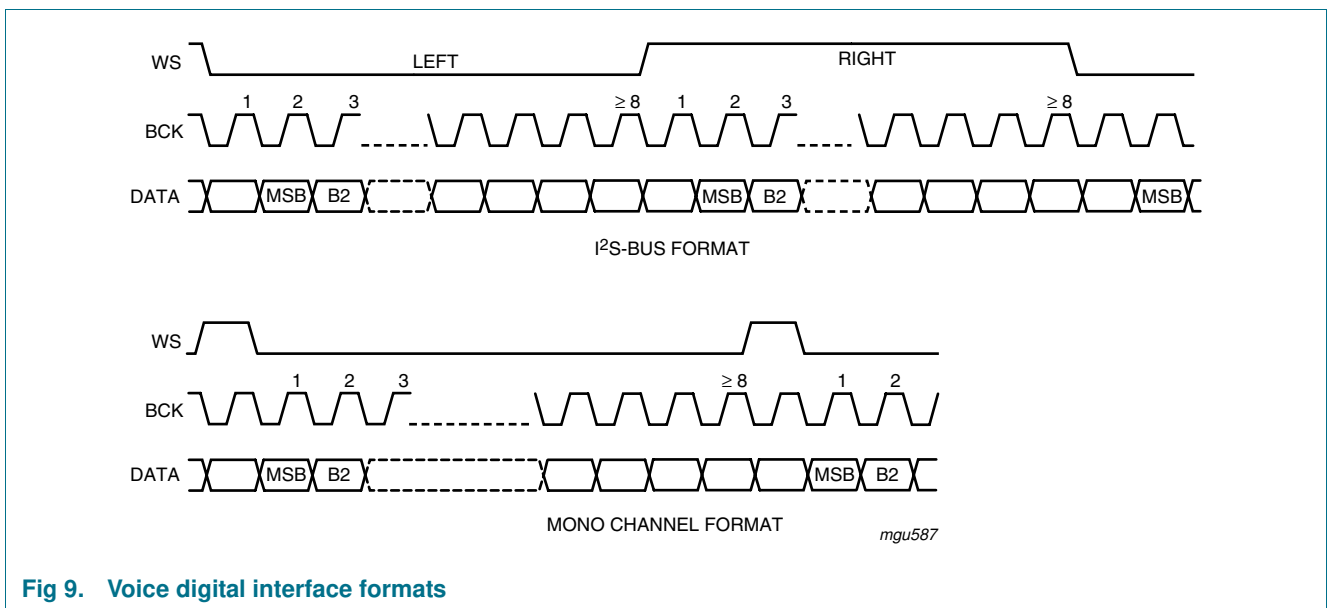 WS LEFT RIGHT
1 2 3 ≥ 8 1 2 3 ≥ 8
BCK
DATA MSB B2 MSB B2 MSB
I2S-BUS FORMAT
WS
1 2 3 ≥ 8 1 2
BCK
DATA MSB B2 MSB B2
MONO CHANNEL FORMAT
mgu587
Fig 9. Voice digital interface formats